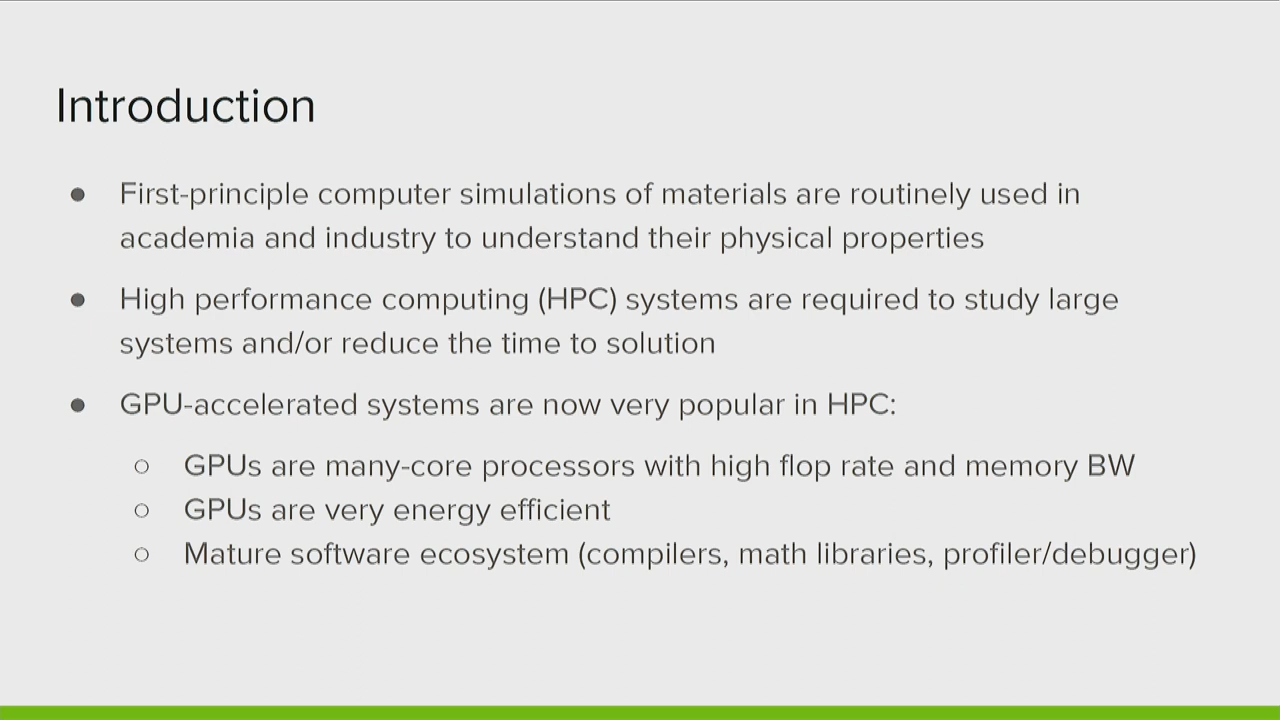 Introduction
● First-principle computer simulations of materials are routinely used in
academia and industry to understand their physical properties
● High performance computing (HPC) systems are required to study large
systems and/or reduce the time to solution
● GPU-accelerated systems are now very popular in HPC:
○ GPUs are many-core processors with high flop rate and memory BW
○ GPUs are very energy efficient
○ Mature software ecosystem (compilers, math libraries, profiler/debugger)